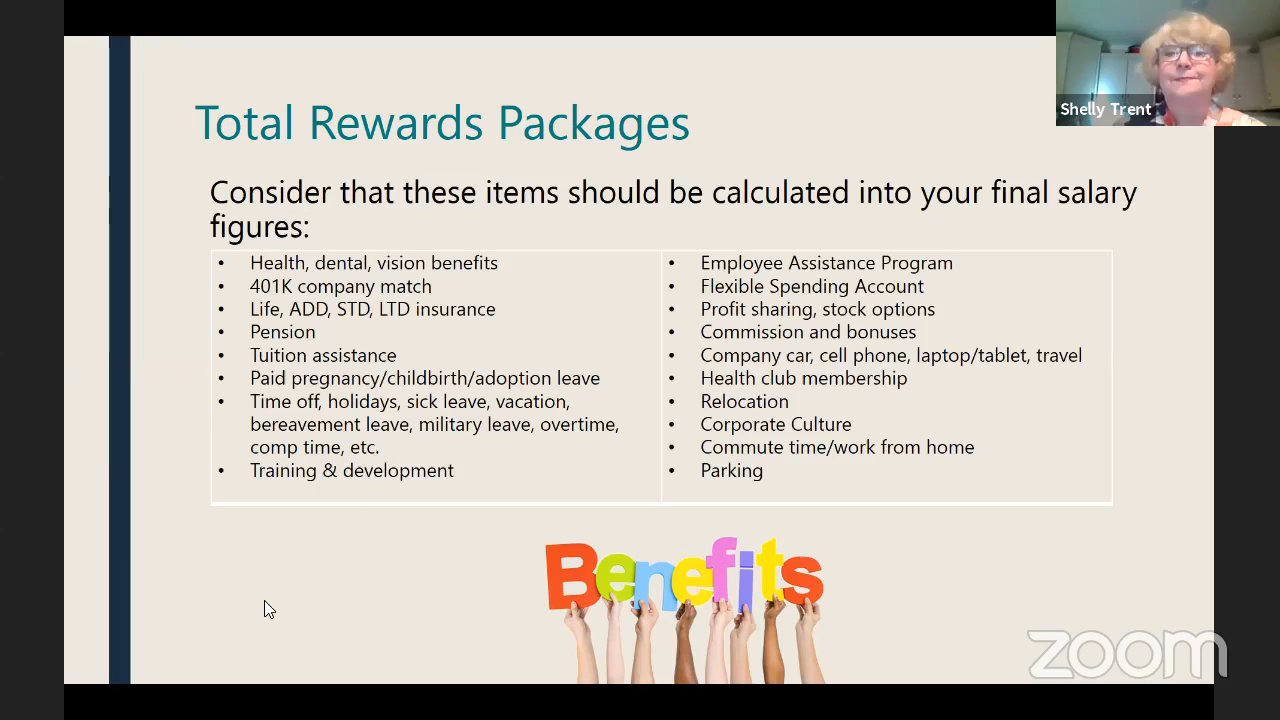 Shelly Trent
Total Rewards Packages
Consider that these items should be calculated into your final salary
figures:
• Health, dental, vision benefits
• 401K company match
• Life, ADD, STD, LTD insurance
• Pension
• Tuition assistance
• Paid pregnancy/childbirth/adoption leave
• Time off, holidays, sick leave, vacation,
bereavement leave, military leave, overtime,
comp time, etc.
• Training & development
• Employee Assistance Program
• Flexible Spending Account
• Profit sharing, stock options
• Commission and bonuses
• Company car, cell phone, laptop/tablet, travel
• Health club membership
• Relocation
• Corporate Culture
• Commute time/work from home
• Parking
Benefits
zoom